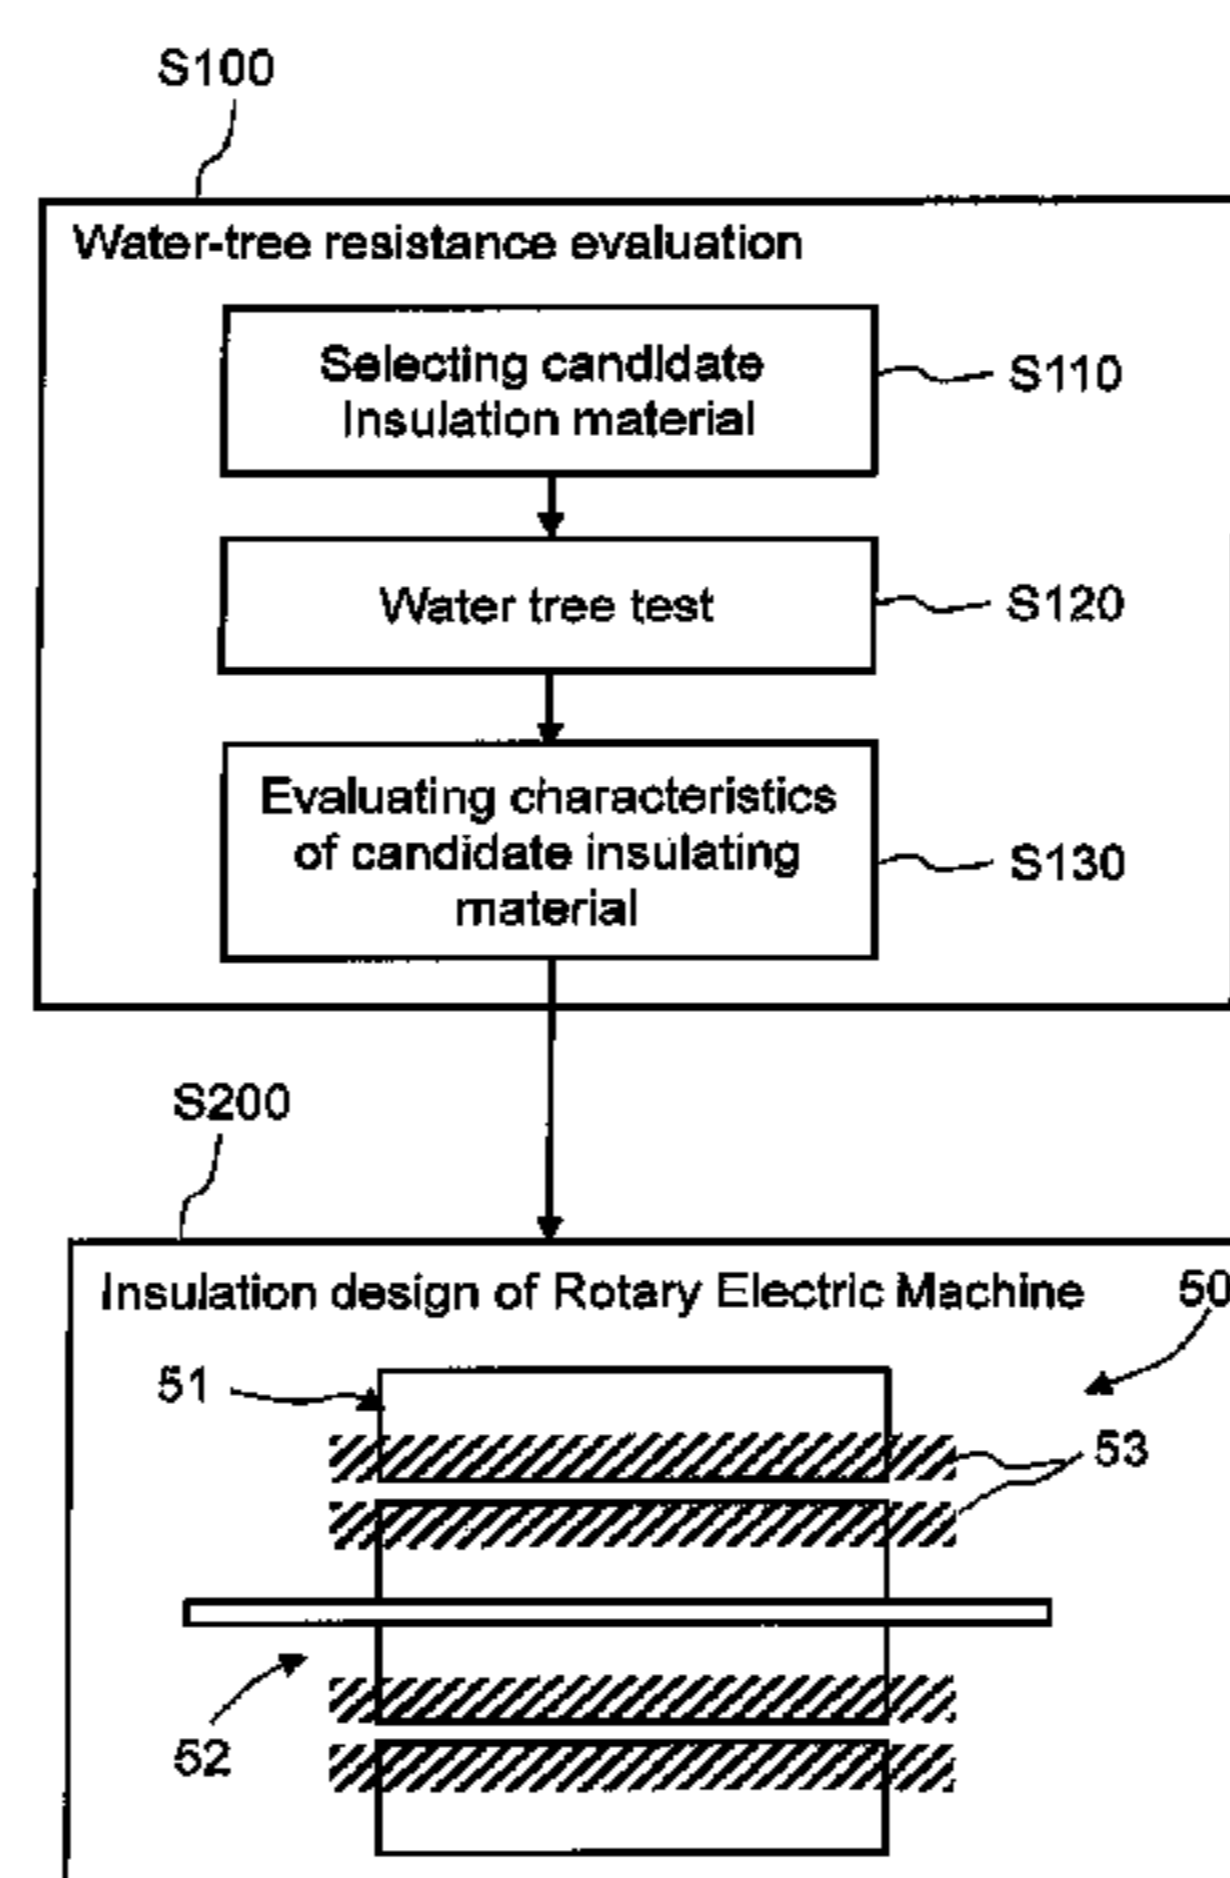 S100
Water-tree resistance evaluation
Selecting candidate
Insulation material
S110
Water tree test
S120
Evaluating characteristics
of candidate insulating
material
S130
S200
Insulation design of Rotary Electric Machine
50
51
53
52